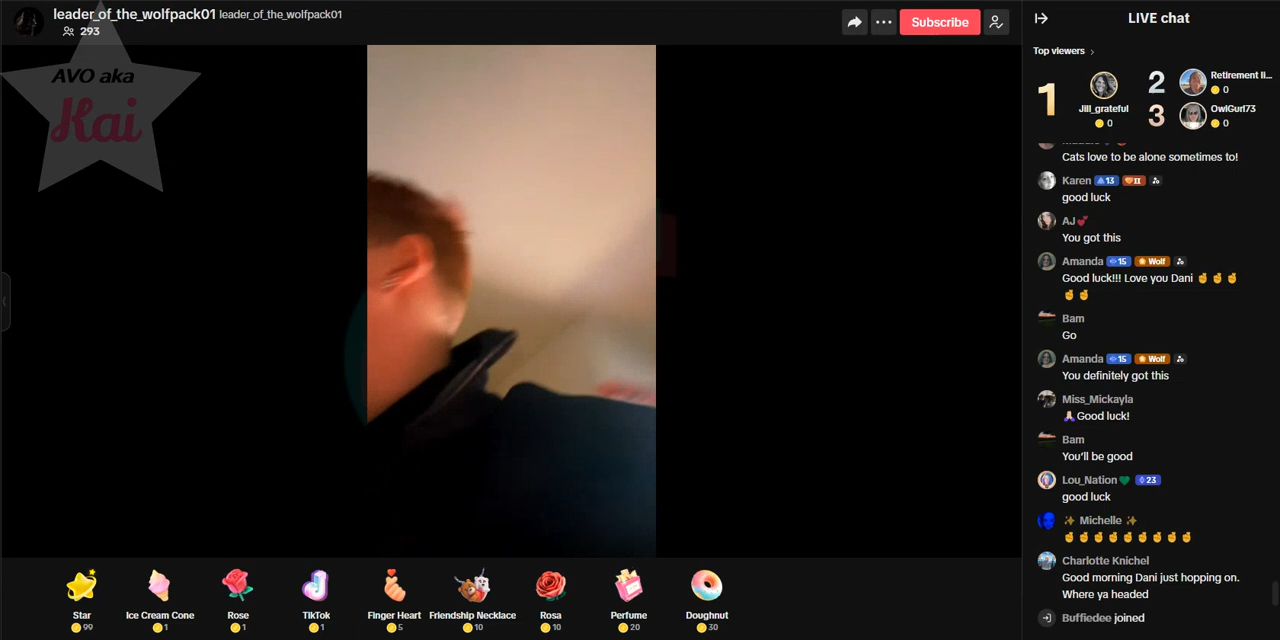 leader_of_the_wolfpack01 leader_of_the_wolfpack01
293
Subscribe
AVO aka
Kai
LIVE chat
Top viewers
1
Jill_grateful
0
2
Retirement li...
0
3
OwlGurl73
0
Cats love to be alone sometimes to!
Karen 13 II
good luck
AJ
You got this
Amanda 15 Wolf
Good luck!!! Love you Dani
Bam
Go
Amanda 15 Wolf
You definitely got this
Miss_Mickayla
Good luck!
Bam
You'll be good
Lou_Nation 23
good luck
Michelle
Charlotte Knichel
Good morning Dani just hopping on.
Where ya headed
Buffiedee joined
Star
99
Ice Cream Cone
1
Rose
1
TikTok
1
Finger Heart
5
Friendship Necklace
10
Rosa
10
Perfume
20
Doughnut
30